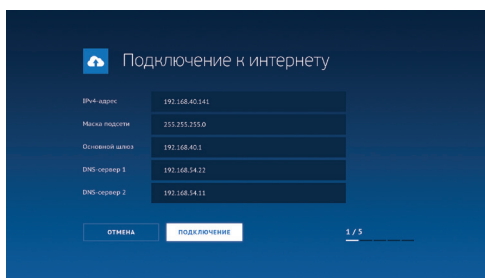 Подключение к интернету
IPv4-адрес 192.168.40.141
Маска подсети 255.255.255.0
Основной шлюз 192.168.40.1
DNS-сервер 1 192.168.54.22
DNS-сервер 2 192.168.54.11
ОТМЕНА ПОДКЛЮЧЕНИЕ 1 / 5